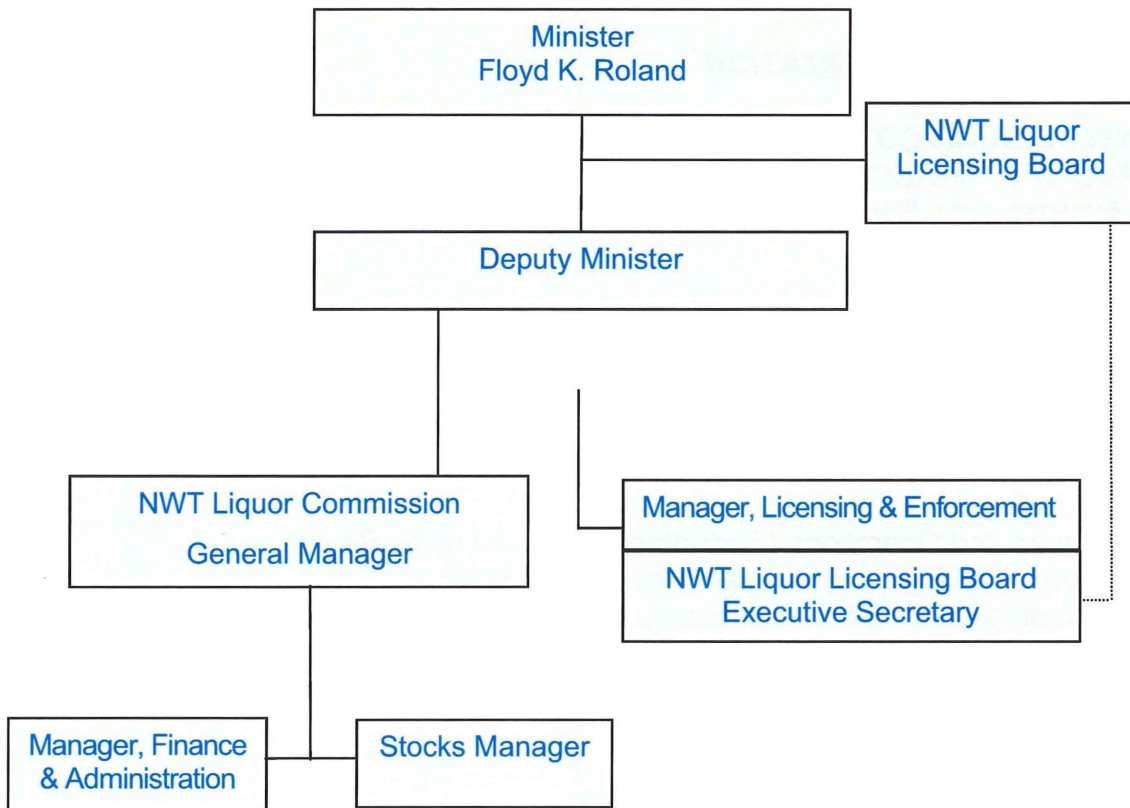 Minister
Floyd K. Roland
NWT Liquor
Licensing Board
Deputy Minister
NWT Liquor Commission
General Manager
Manager, Licensing & Enforcement
NWT Liquor Licensing Board
Executive Secretary
Manager, Finance
& Administration
Stocks Manager